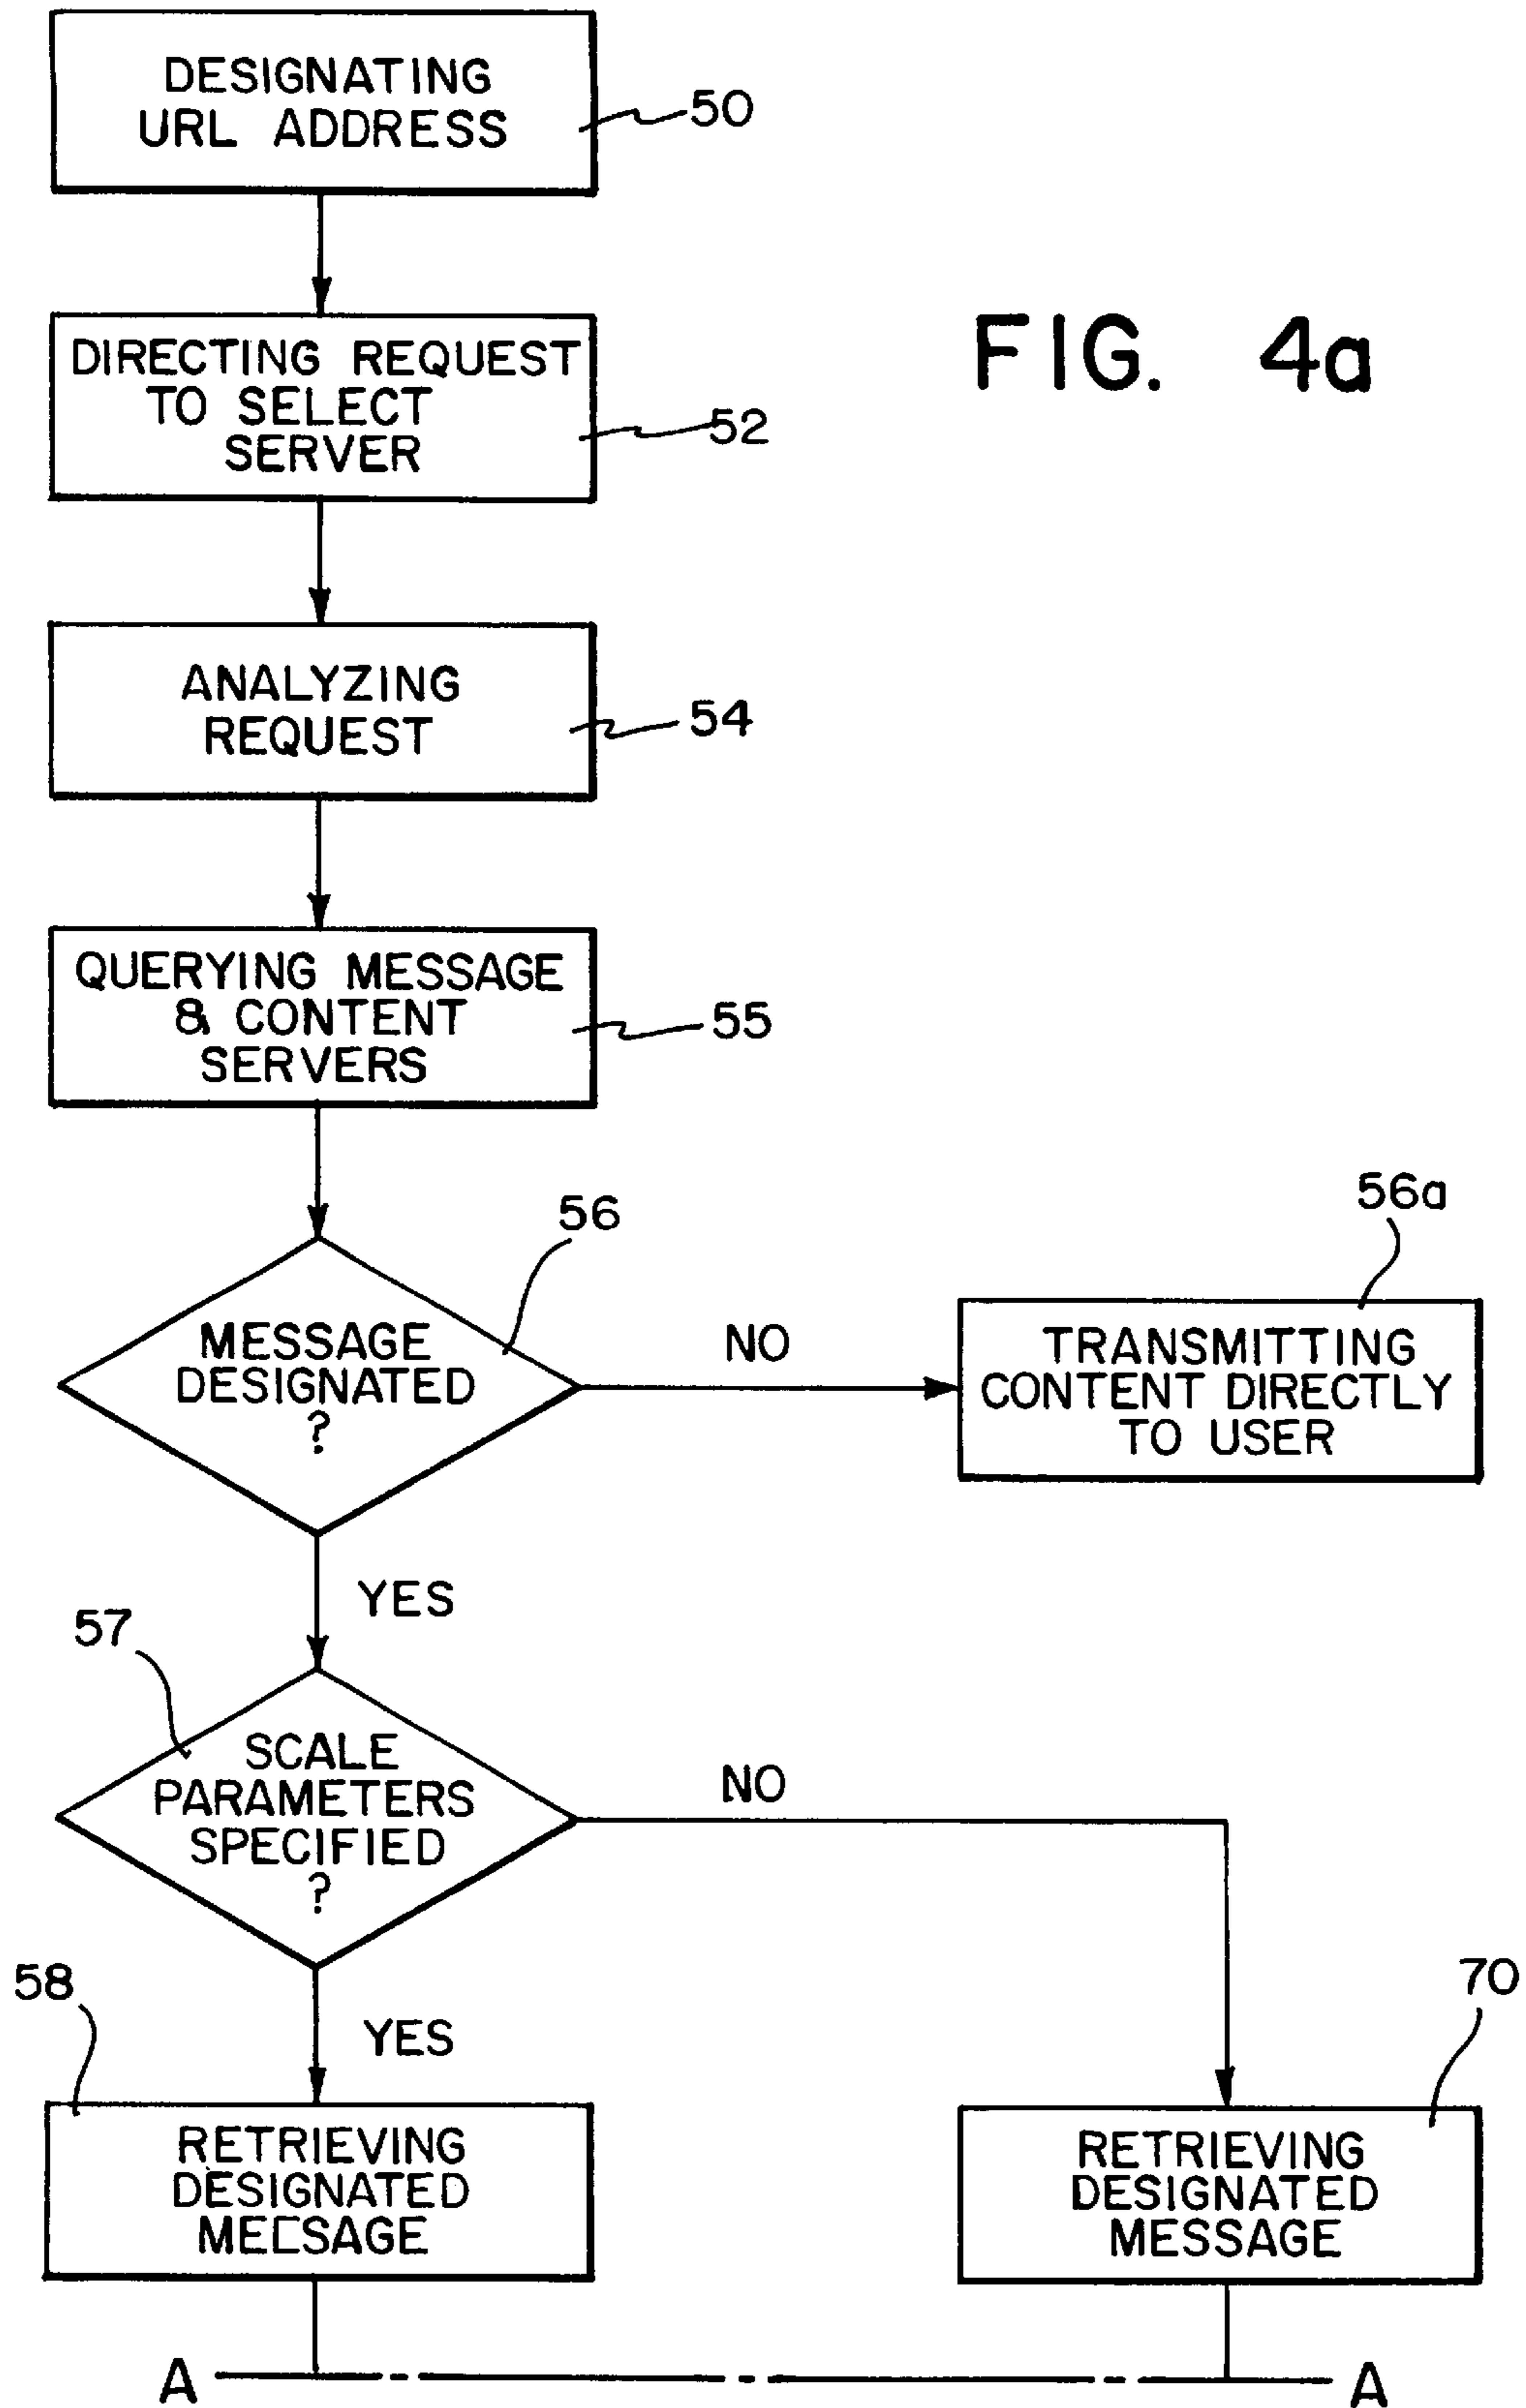 DESIGNATING
URL ADDRESS
50
DIRECTING REQUEST
TO SELECT
SERVER
52
FIG. 4a
ANALYZING
REQUEST
54
QUERYING MESSAGE
& CONTENT
SERVERS
55
56
MESSAGE
DESIGNATED
?
NO
56a
TRANSMITTING
CONTENT DIRECTLY
TO USER
YES
57
SCALE
PARAMETERS
SPECIFIED
?
NO
YES
58
RETRIEVING
DESIGNATED
MESSAGE
70
RETRIEVING
DESIGNATED
MESSAGE
A
A